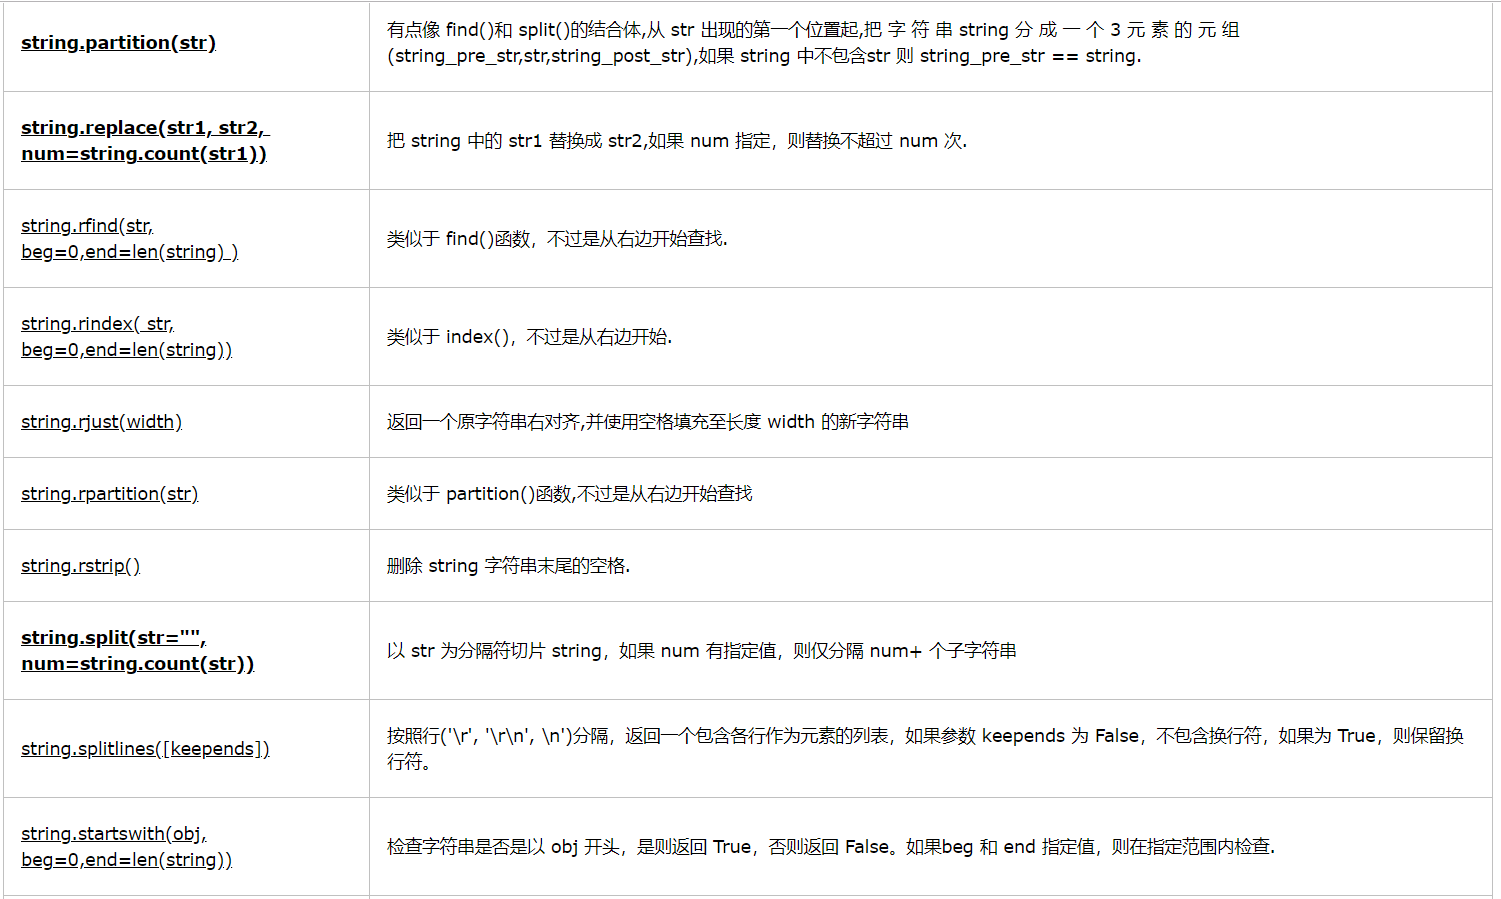 string.partition(str)
有点像 find()和 split()的结合体,从 str 出现的第一个位置起,把 字 符 串 string 分 成 一 个 3 元 素 的 元 组
(string_pre_str,str,string_post_str),如果 string 中不包含str 则 string_pre_str == string.
string.replace(str1, str2,
num=string.count(str1))
把 string 中的 str1 替换成 str2,如果 num 指定，则替换不超过 num 次.
string.rfind(str,
beg=0,end=len(string) )
类似于 find()函数，不过是从右边开始查找.
string.rindex( str,
beg=0,end=len(string))
类似于 index()，不过是从右边开始.
string.rjust(width)
返回一个原字符串右对齐,并使用空格填充至长度 width 的新字符串
string.rpartition(str)
类似于 partition()函数,不过是从右边开始查找
string.rstrip()
删除 string 字符串末尾的空格.
string.split(str="",
num=string.count(str))
以 str 为分隔符切片 string，如果 num 有指定值，则仅分隔 num+ 个子字符串
string.splitlines([keepends])
按照行('\r', '\r\n', \n')分隔，返回一个包含各行作为元素的列表，如果参数 keepends 为 False，不包含换行符，如果为 True，则保留换
行符。
string.startswith(obj,
beg=0,end=len(string))
检查字符串是否是以 obj 开头，是则返回 True，否则返回 False。如果beg 和 end 指定值，则在指定范围内检查.